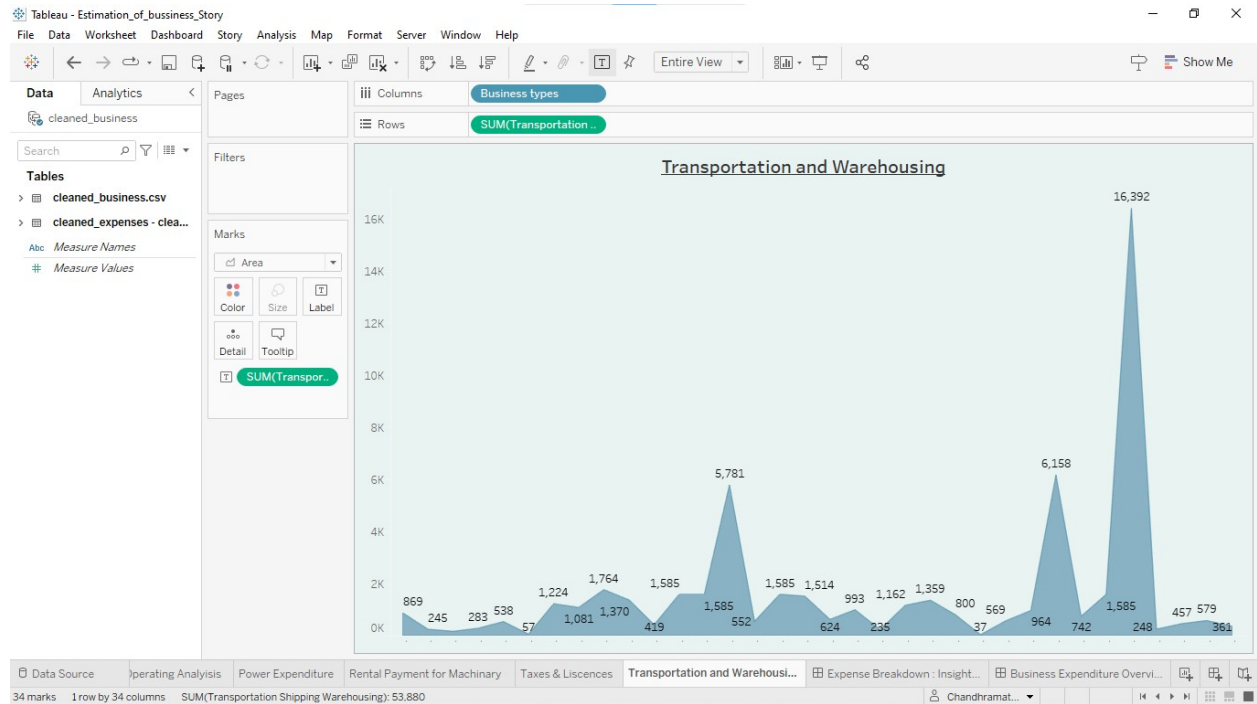 Tableau - Estimation_of_bussiness_Story
File Data Worksheet Dashboard Story Analysis Map Format Server Window Help
Entire View
Show Me
Data Analytics
cleaned_business
Search
Tables
cleaned_business.csv
cleaned_expenses - clea...
Abc Measure Names
# Measure Values
Pages
Filters
Marks
Area
Color Size Label
Detail Tooltip
SUM(Transpor..
iii Columns Business types
Rows SUM(Transportation ..
Transportation and Warehousing
16K
14K
12K
10K
8K
6K
4K
2K
0K
869
245
283
538
57
1,224
1,081
1,764
1,370
419
1,585
1,585
5,781
552
1,585
1,514
624
993
235
1,162
1,359
800
37
569
964
6,158
742
1,585
16,392
248
457
579
361
Data Source Operating Analyisis Power Expenditure Rental Payment for Machinary Taxes & Liscences Transportation and Warehousi... Expense Breakdown : Insight... Business Expenditure Overvi...
34 marks 1 row by 34 columns SUM(Transportation Shipping Warehousing): 53,880 Chandhramat...